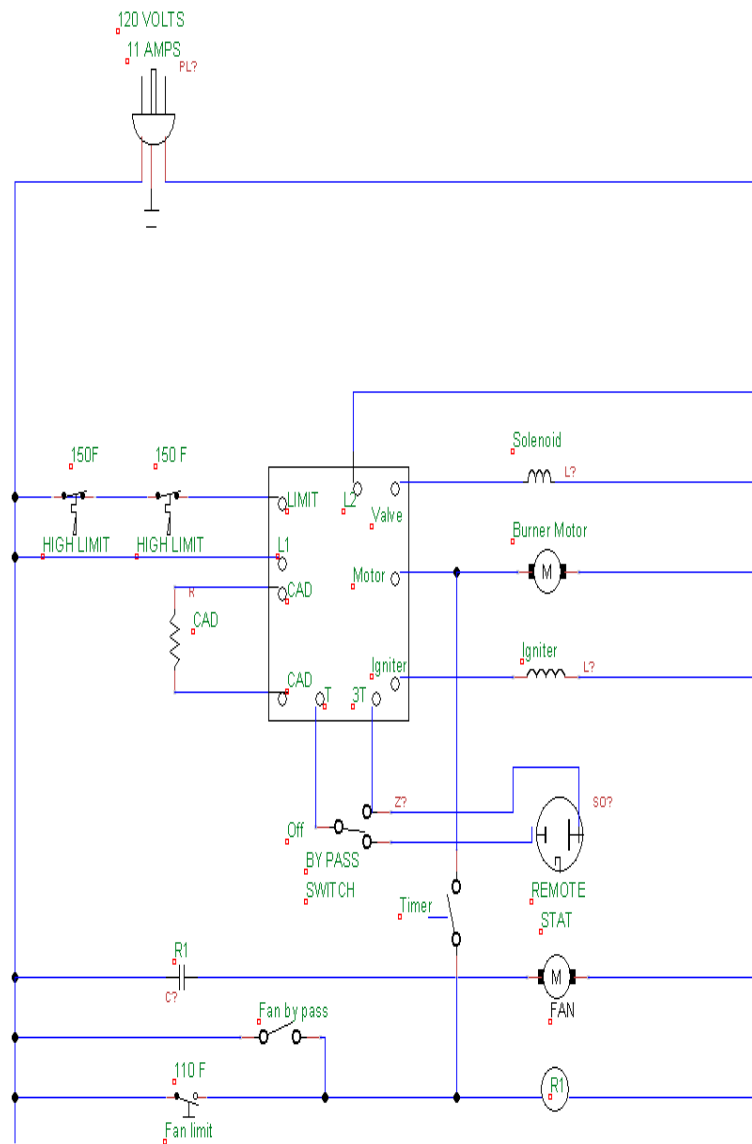 120 VOLTS
11 AMPS
PL?
150F
150 F
HIGH LIMIT
HIGH LIMIT
LIMIT
L2
Valve
L1
CAD
Motor
CAD
Igniter
T
3T
R
CAD
Solenoid
L?
Burner Motor
M
Igniter
L?
Z?
SO?
Off
BY PASS
SWITCH
REMOTE
STAT
Timer
R1
C?
M
FAN
Fan by pass
110 F
Fan limit
R1